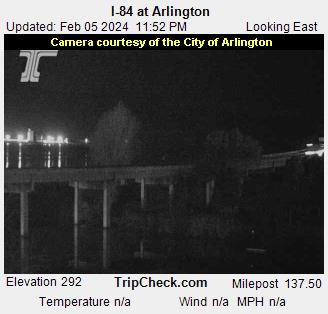 I-84 at Arlington
Updated: Feb 05 2024 11:52 PM Looking East
Camera courtesy of the City of Arlington
Elevation 292 TripCheck.com Milepost 137.50
Temperature n/a Wind n/a MPH n/a